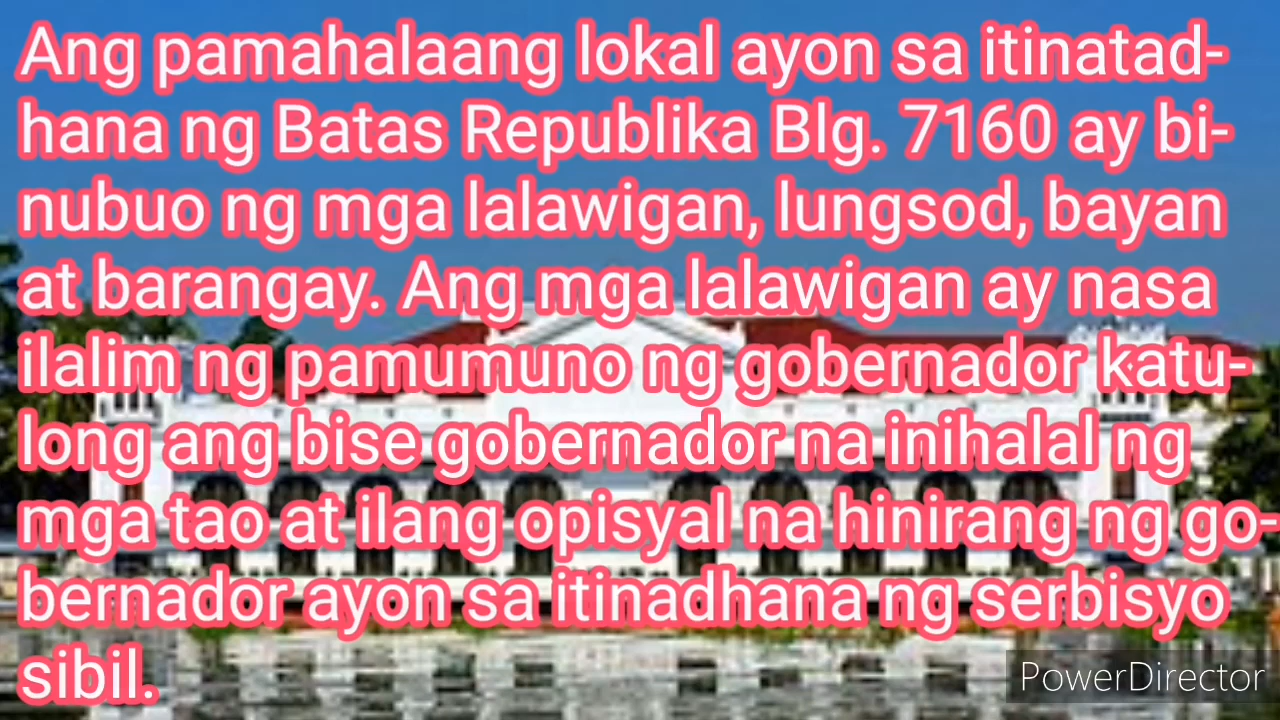 Ang pamahalaang lokal ayon sa itinatad-
hana ng Batas Republika Blg. 7160 ay bi-
nubuo ng mga lalawigan, lungsod, bayan
at barangay. Ang mga lalawigan ay nasa
ilalim ng pamumuno ng gobernador katu-
long ang bise gobernador na inihalal ng
mga tao at ilang opisyal na hinirang ng go-
bernador ayon sa itinadhana ng serbisyo
sibil.
PowerDirector